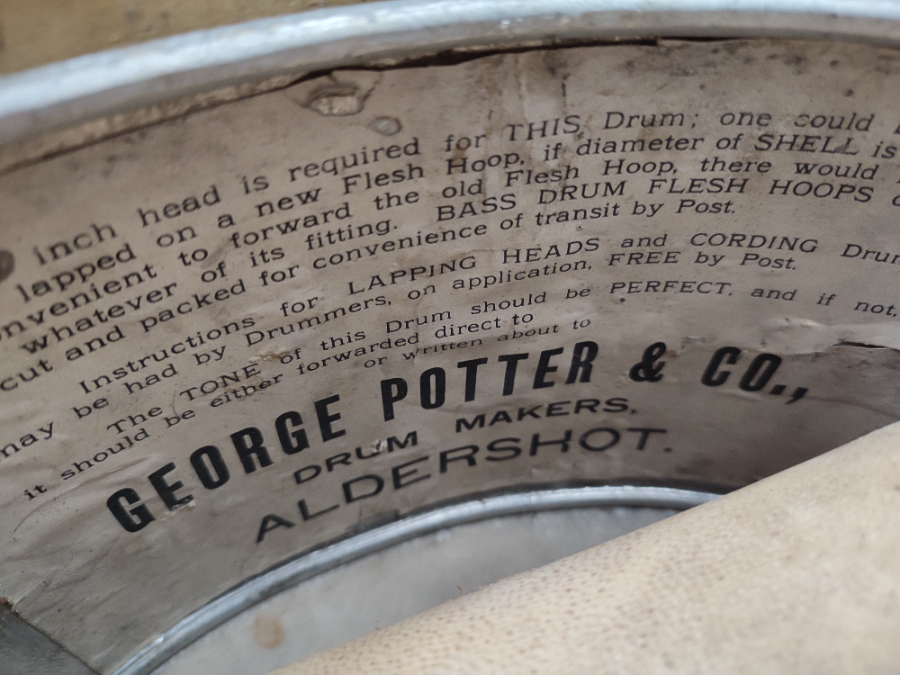 inch head is required for THIS Drum; one could
lapped on a new Flesh Hoop, if diameter of SHELL is
nvenient to forward the old Flesh Hoop, there would
whatever of its fitting. BASS DRUM FLESH HOOPS
cut and packed for convenience of transit by Post.
Instructions for LAPPING HEADS and CORDING Drum
may be had by Drummers, on application, FREE by Post.
The TONE of this Drum should be PERFECT, and if not,
it should be either forwarded direct to
or written about to
GEORGE POTTER & CO.,
DRUM MAKERS,
ALDERSHOT.